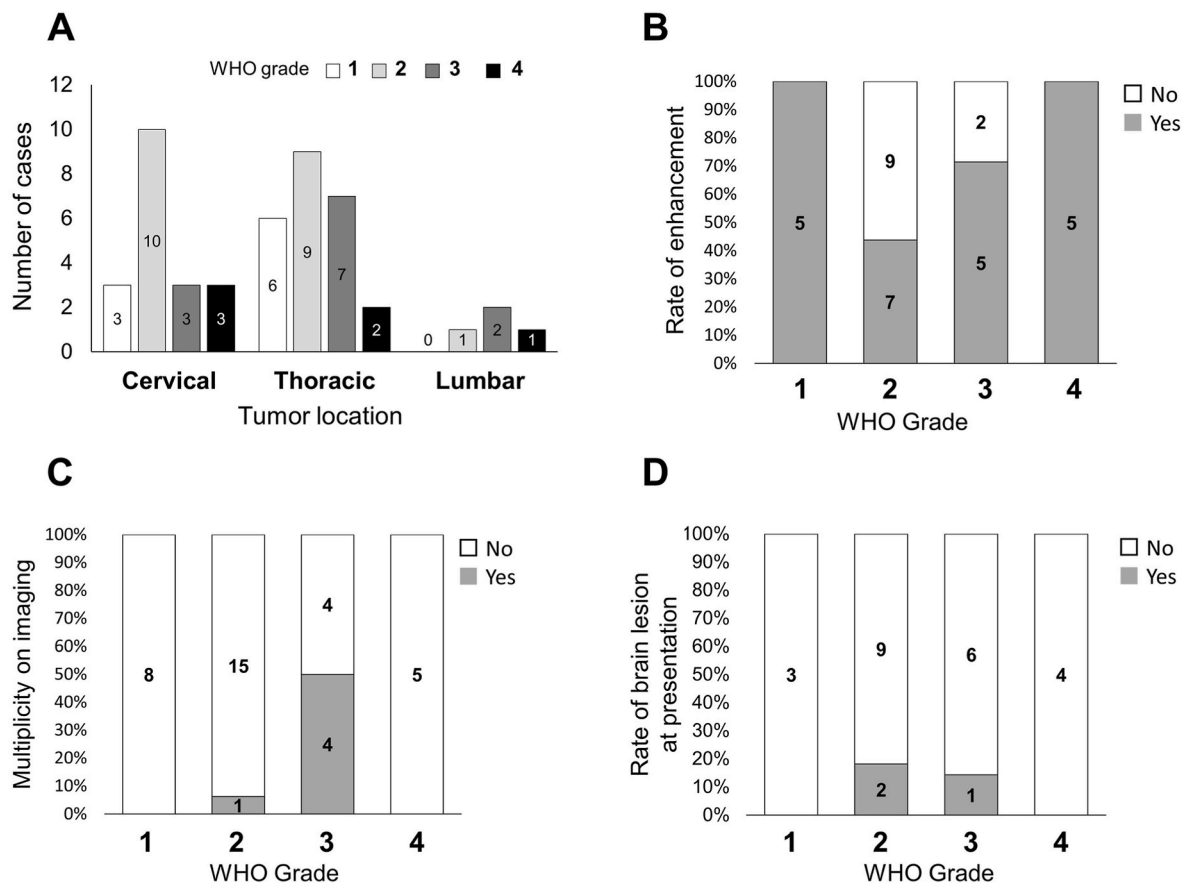 A
WHO grade 1 2 3 4
Number of cases
12
10
8
6
4
2
0
3
10
3
3
6
9
7
2
0
1
2
1
Cervical Thoracic Lumbar
Tumor location
B
Rate of enhancement
100%
90%
80%
70%
60%
50%
40%
30%
20%
10%
0%
No
Yes
5
9
7
2
5
5
1 2 3 4
WHO Grade
C
Multiplicity on imaging
100%
90%
80%
70%
60%
50%
40%
30%
20%
10%
0%
No
Yes
8
15
1
4
4
5
1 2 3 4
WHO Grade
D
Rate of brain lesion
at presentation
100%
90%
80%
70%
60%
50%
40%
30%
20%
10%
0%
No
Yes
3
9
2
6
1
4
1 2 3 4
WHO Grade